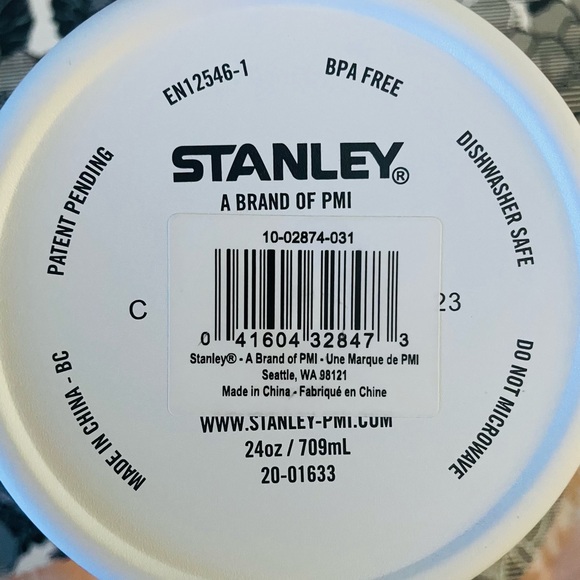 EN12546-1
BPA FREE
PATENT PENDING
DISHWASHER SAFE
STANLEY®
A BRAND OF PMI
10-02874-031
0 41604 32847 3
C
23
Stanley® - A Brand of PMI - Une Marque de PMI
Seattle, WA 98121
Made in China - Fabriqué en Chine
MADE IN CHINA - BC
DO NOT MICROWAVE
WWW.STANLEY-PMI.COM
24oz / 709mL
20-01633